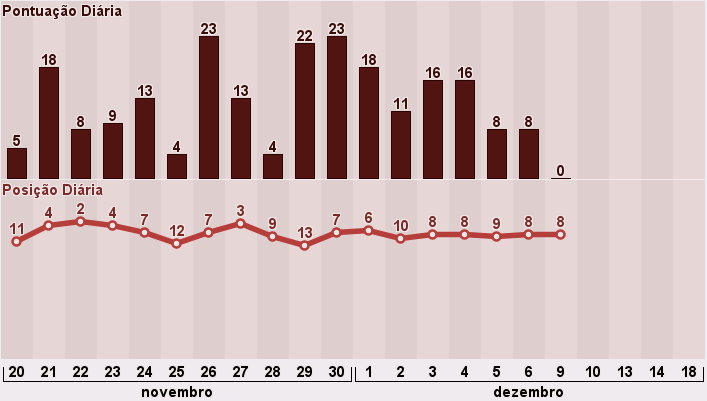 Pontuação Diária
5 18 8 9 13 4 23 13 4 22 23 18 11 16 16 8 8 0
Posição Diária
11 4 2 4 7 12 7 3 9 13 7 6 10 8 8 9 8 8
20 21 22 23 24 25 26 27 28 29 30 1 2 3 4 5 6 9 10 13 14 18
novembro dezembro